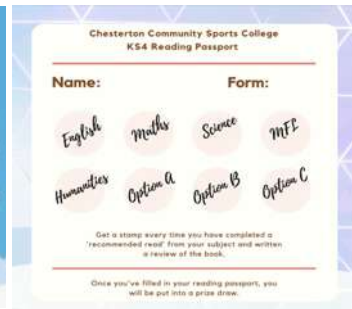 Chesterton Community Sports College
KS4 Reading Passport
Name: Form:
English Maths Science MFL
Humanities Option A Option B Option C
Get a stamp every time you have completed a
'recommended read' from your subject and written
a review of the book.
Once you've filled in your reading passport, you
will be put into a prize draw.